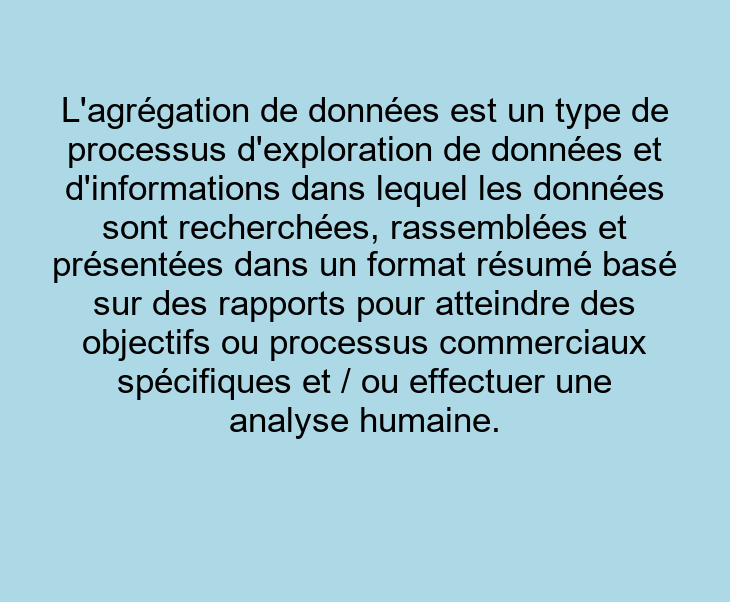 L'agrégation de données est un type de
processus d'exploration de données et
d'informations dans lequel les données
sont recherchées, rassemblées et
présentées dans un format résumé basé
sur des rapports pour atteindre des
objectifs ou processus commerciaux
spécifiques et / ou effectuer une
analyse humaine.